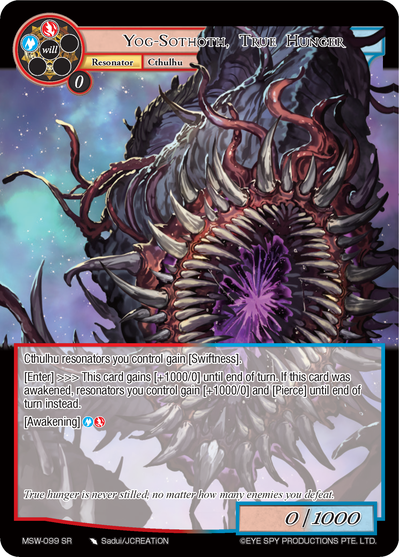 Yog-Sothoth, True Hunger
will
Resonator Cthulhu
0
Cthulhu resonators you control gain [Swiftness].
[Enter] >>> This card gains [+1000/0] until end of turn. If this card was
awakened, resonators you control gain [+1000/0] and [Pierce] until end of
turn instead.
[Awakening]
True hunger is never stilled, no matter how many enemies you defeat.
0 / 1000
MSW-099 SR Sadui/JCREATION ©EYE SPY PRODUCTIONS PTE. LTD.